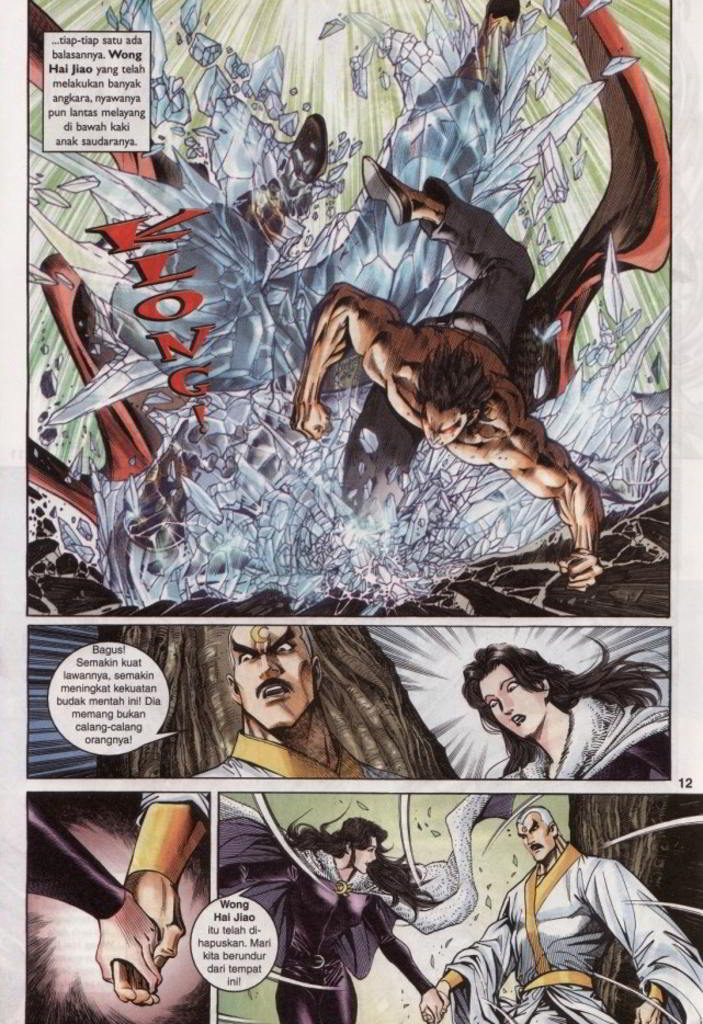 ...tiap-tiap satu ada
balasannya. Wong
Hai Jiao yang telah
melakukan banyak
angkara, nyawanya
pun lantas melayang
di bawah kaki
anak saudaranya.
KLONG!
Bagus!
Semakin kuat
lawannya, semakin
meningkat kekuatan
budak mentah ini! Dia
memang bukan
calang-calang
orangnya!
12
Wong
Hai Jiao
itu telah di-
hapuskan. Mari
kita berundur
dari tempat
ini!